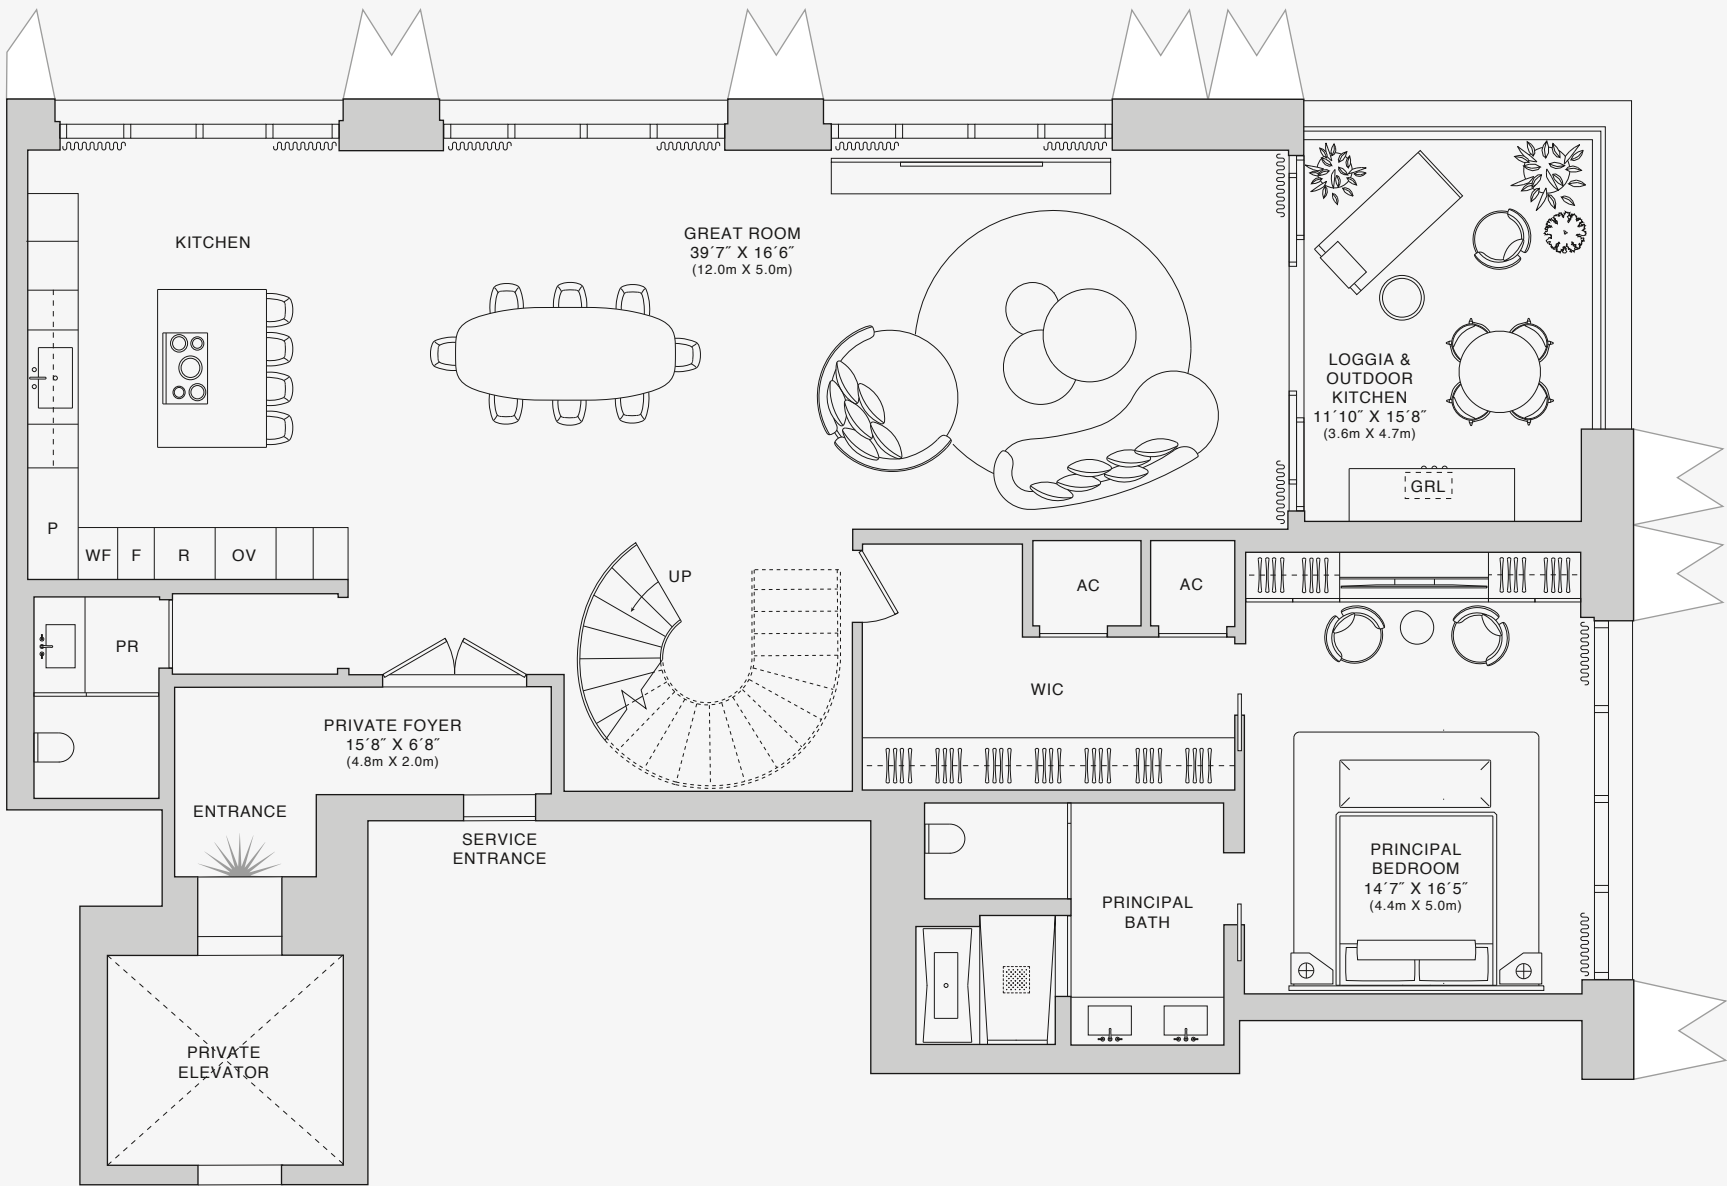 KITCHEN
GREAT ROOM
39´7˝ X 16´6˝
(12.0m X 5.0m)
LOGGIA &
OUTDOOR
KITCHEN
11´10˝ X 15´8˝
(3.6m X 4.7m)
GRL
P
WF
F
R
OV
UP
AC
AC
PR
WIC
PRIVATE FOYER
15´8˝ X 6´8˝
(4.8m X 2.0m)
ENTRANCE
SERVICE
ENTRANCE
PRINCIPAL
BATH
PRINCIPAL
BEDROOM
14´7˝ X 16´5˝
(4.4m X 5.0m)
PRIVATE
ELEVATOR